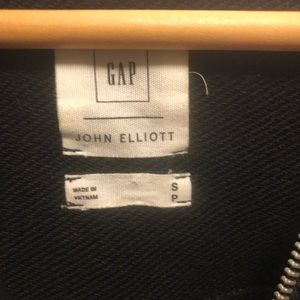 GAP
JOHN ELLIOTT
MADE IN
VIETNAM
S
P